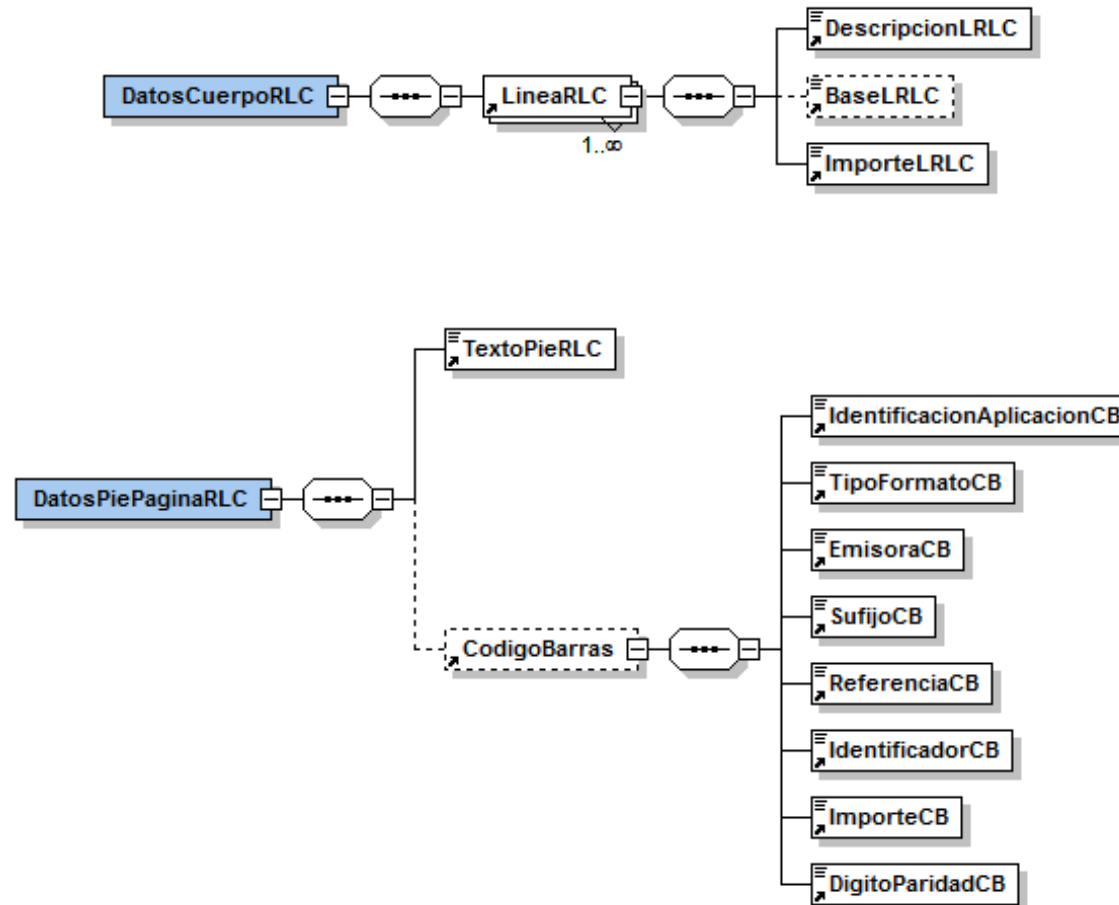 DatosCuerpoRLC
LineaRLC
1..∞
DescripcionLRLC
BaseLRLC
ImporteLRLC
DatosPiePaginaRLC
TextoPieRLC
CodigoBarras
IdentificacionAplicacionCB
TipoFormatoCB
EmisoraCB
SufijoCB
ReferenciaCB
IdentificadorCB
ImporteCB
DigitoParidadCB